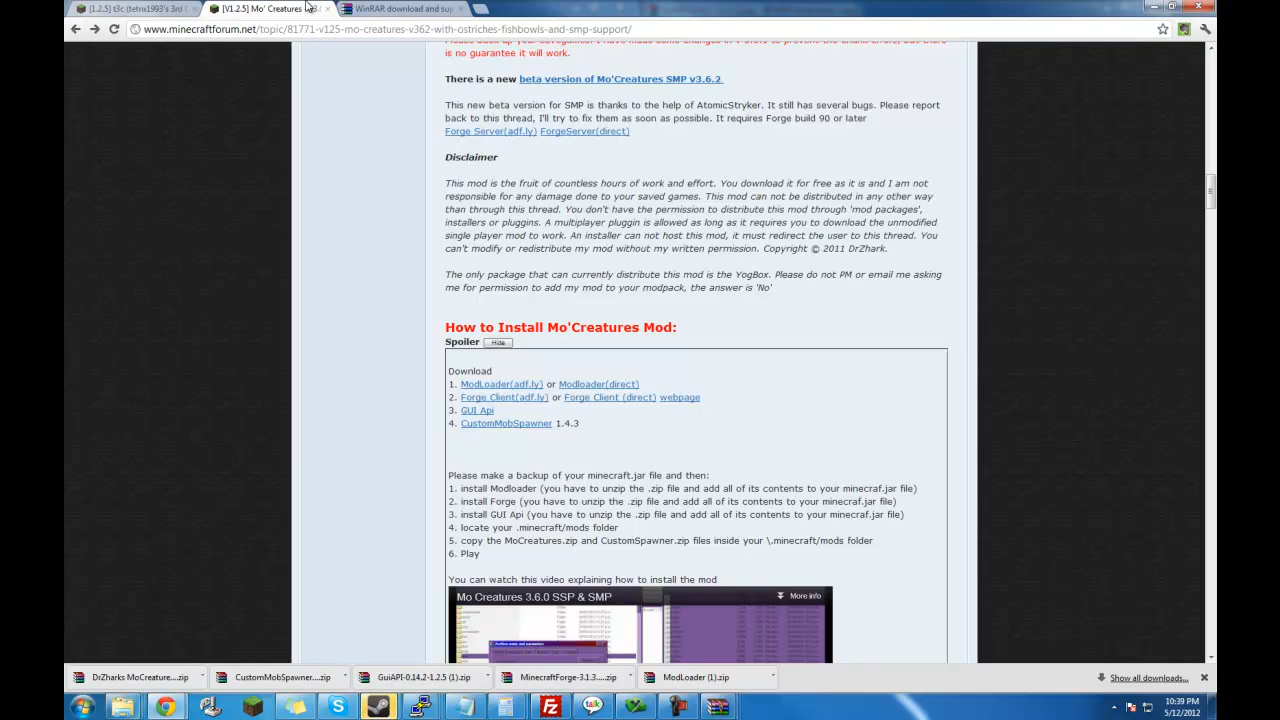 [1.2.5] t3c (tetrix1993's 3rd
[V1.2.5] Mo' Creatures
WinRAR download and sup
www.minecraftforum.net/topic/81771-v125-mo-creatures-v362-with-ostriches-fishbowls-and-smp-support/
is no guarantee it will work.
There is a new beta version of Mo'Creatures SMP v3.6.2
This new beta version for SMP is thanks to the help of AtomicStryker. It still has several bugs. Please report
back to this thread, I'll try to fix them as soon as possible. It requires Forge build 90 or later
Forge Server(adf.ly) ForgeServer(direct)
Disclaimer
This mod is the fruit of countless hours of work and effort. You download it for free as it is and I am not
responsible for any damage done to your saved games. This mod can not be distributed in any other way
than through this thread. You don't have the permission to distribute this mod through 'mod packages',
installers or pluggins. A multiplayer pluggin is allowed as long as it requires you to download the unmodified
single player mod to work. An installer can not host this mod, it must redirect the user to this thread. You
can't modify or redistribute my mod without my written permission. Copyright © 2011 DrZhark.
The only package that can currently distribute this mod is the YogBox. Please do not PM or email me asking
me for permission to add my mod to your modpack, the answer is 'No'
How to Install Mo'Creatures Mod:
Spoiler Hide
Download
1. ModLoader(adf.ly) or Modloader(direct)
2. Forge Client(adf.ly) or Forge Client (direct) webpage
3. GUI Api
4. CustomMobSpawner 1.4.3
Please make a backup of your minecraft.jar file and then:
1. install Modloader (you have to unzip the .zip file and add all of its contents to your minecraf.jar file)
2. install Forge (you have to unzip the .zip file and add all of its contents to your minecraf.jar file)
3. install GUI Api (you have to unzip the .zip file and add all of its contents to your minecraf.jar file)
4. locate your .minecraft/mods folder
5. copy the MoCreatures.zip and CustomSpawner.zip files inside your \.minecraft/mods folder
6. Play
You can watch this video explaining how to install the mod
Mo Creatures 3.6.0 SSP & SMP
More info
DrZharks MoCreature....zip
CustomMobSpawner....zip
GuiAPI-0.14.2-1.2.5 (1).zip
MinecraftForge-3.1.3....zip
ModLoader (1).zip
Show all downloads...
talk
10:39 PM
5/12/2012